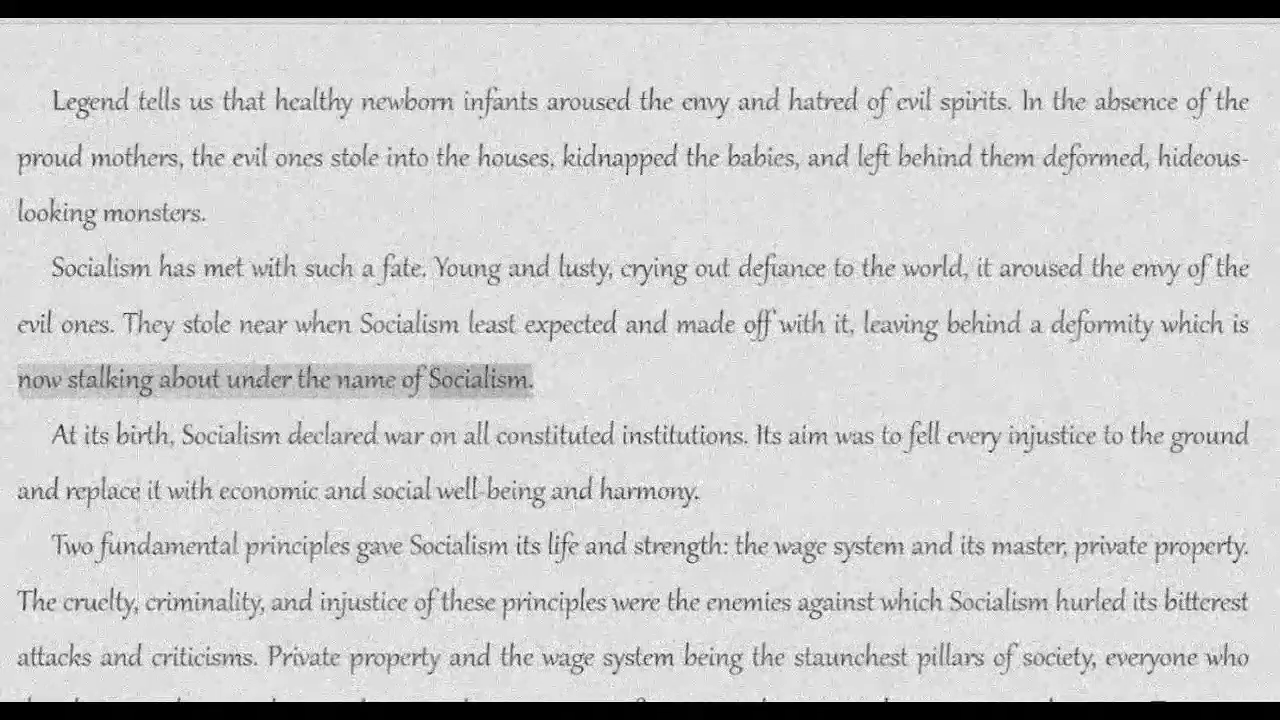 Legend tells us that healthy newborn infants aroused the envy and hatred of evil spirits. In the absence of the
proud mothers, the evil ones stole into the houses, kidnapped the babies, and left behind them deformed, hideous-
looking monsters.
Socialism has met with such a fate. Young and lusty, crying out defiance to the world, it aroused the envy of the
evil ones. They stole near when Socialism least expected and made off with it, leaving behind a deformity which is
now stalking about under the name of Socialism.
At its birth, Socialism declared war on all constituted institutions. Its aim was to fell every injustice to the ground
and replace it with economic and social well-being and harmony.
Two fundamental principles gave Socialism its life and strength: the wage system and its master, private property.
The cruelty, criminality, and injustice of these principles were the enemies against which Socialism hurled its bitterest
attacks and criticisms. Private property and the wage system being the staunchest pillars of society, everyone who